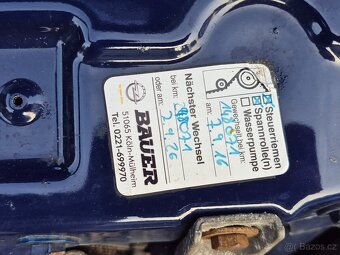 Steuerriemen
Spannrolle(n)
Wasserpumpe
Gewechselt bei km:
am:
Nächster Wechsel
bei km:
oder am:
BAUER
51065 Köln-Mülheim
Tel. 0221-699970
Bazoš.cz